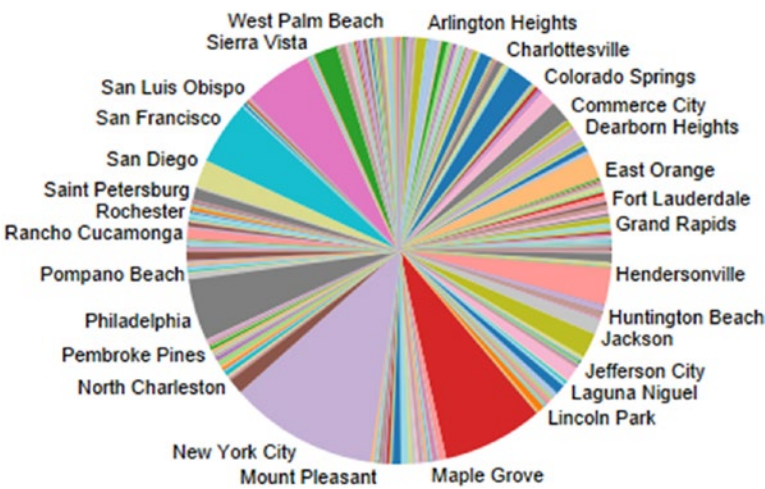 West Palm Beach
Arlington Heights
Sierra Vista
Charlottesville
Colorado Springs
San Luis Obispo
Commerce City
San Francisco
Dearborn Heights
San Diego
East Orange
Saint Petersburg
Fort Lauderdale
Rochester
Grand Rapids
Rancho Cucamonga
Pompano Beach
Hendersonville
Philadelphia
Huntington Beach
Jackson
Pembroke Pines
Jefferson City
North Charleston
Laguna Niguel
Lincoln Park
New York City
Mount Pleasant
Maple Grove